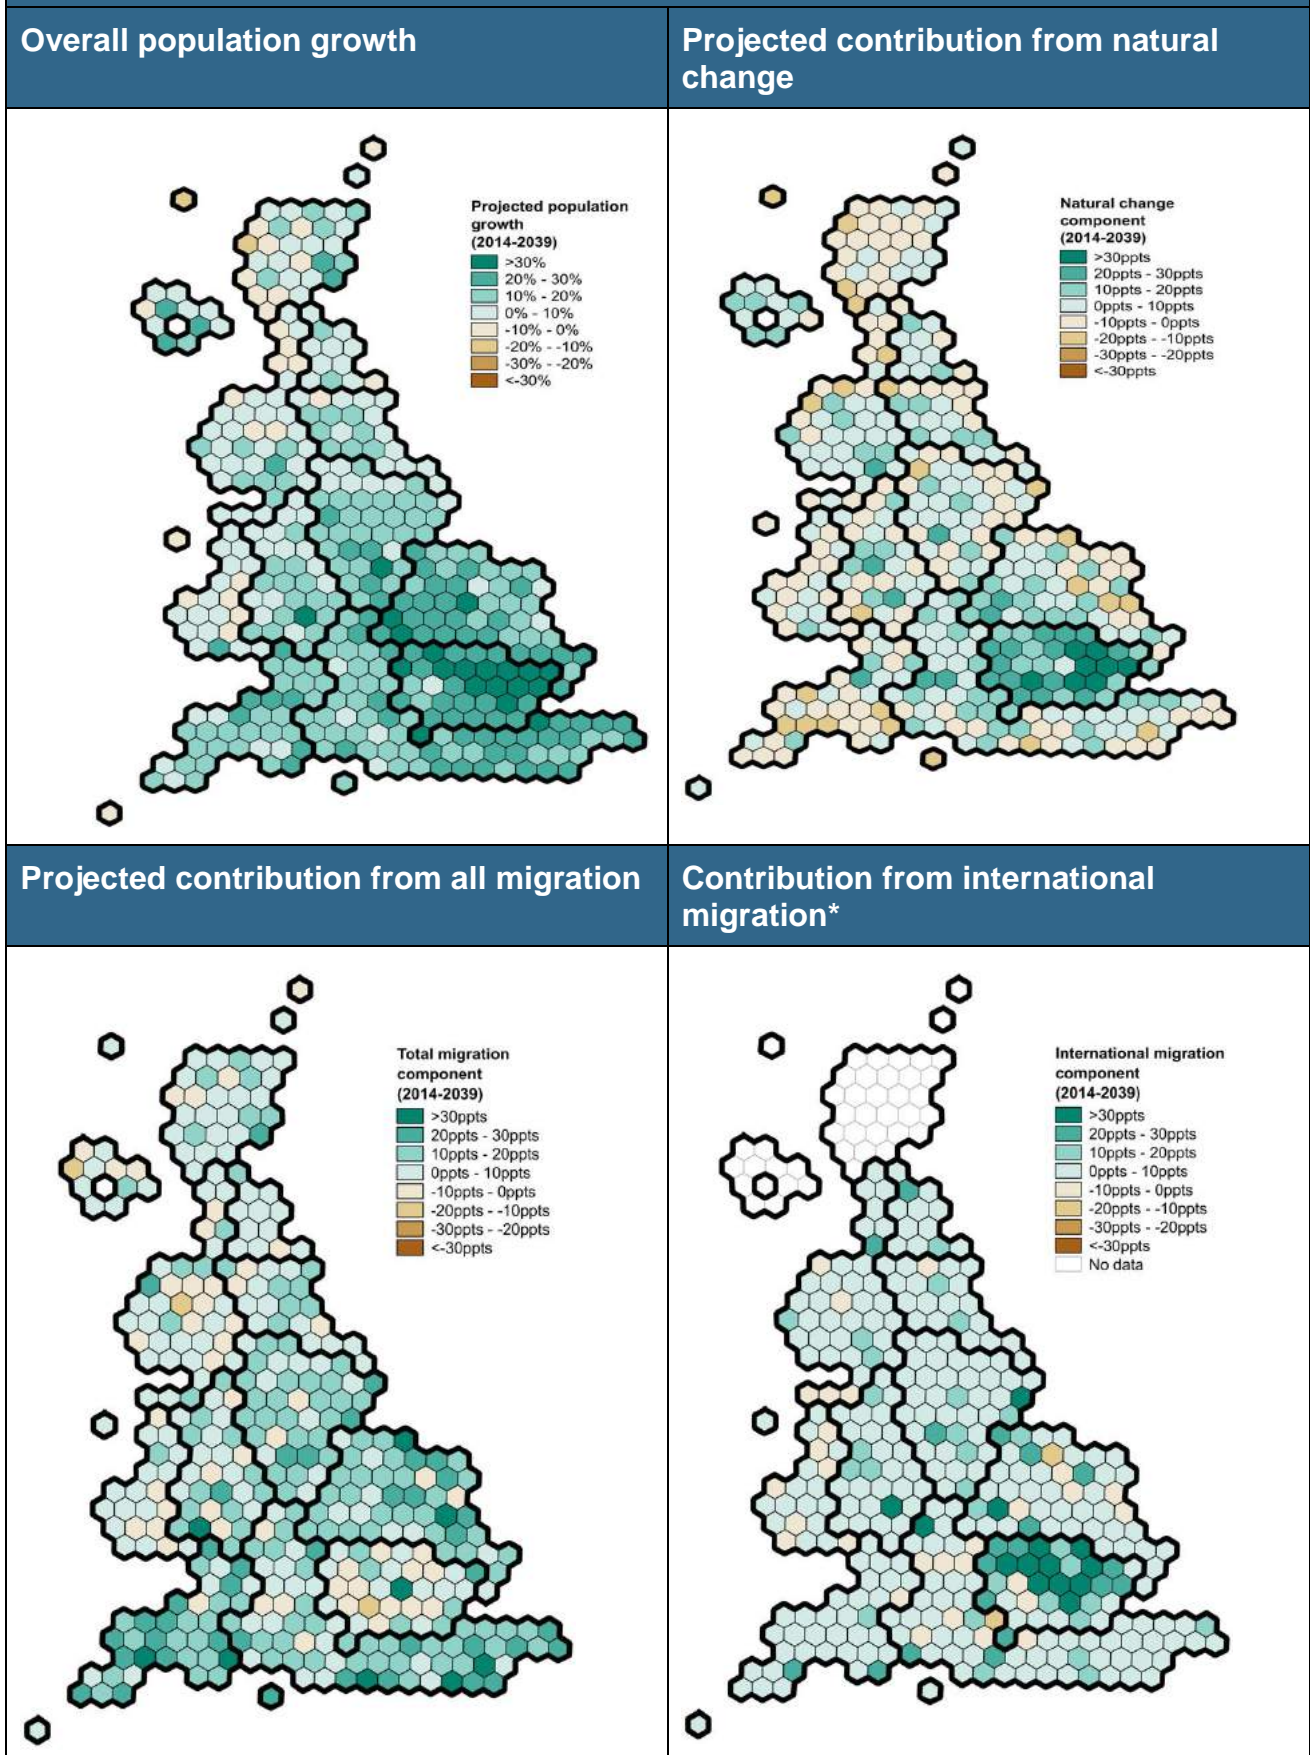 Overall population growth
Projected contribution from natural
change
Projected population
growth
(2014-2039)
>30%
20% - 30%
10% - 20%
0% - 10%
-10% - 0%
-20% - -10%
-30% - -20%
<-30%
Natural change
component
(2014-2039)
>30ppts
20ppts - 30ppts
10ppts - 20ppts
0ppts - 10ppts
-10ppts - 0ppts
-20ppts - -10ppts
-30ppts - -20ppts
<-30ppts
Projected contribution from all migration
Contribution from international
migration*
Total migration
component
(2014-2039)
>30ppts
20ppts - 30ppts
10ppts - 20ppts
0ppts - 10ppts
-10ppts - 0ppts
-20ppts - -10ppts
-30ppts - -20ppts
<-30ppts
International migration
component
(2014-2039)
>30ppts
20ppts - 30ppts
10ppts - 20ppts
0ppts - 10ppts
-10ppts - 0ppts
-20ppts - -10ppts
-30ppts - -20ppts
<-30ppts
No data